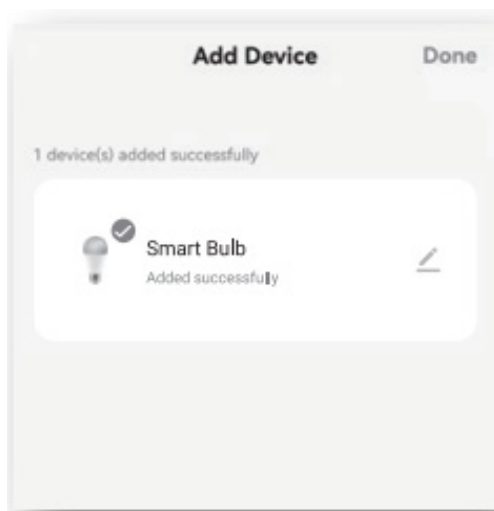 Add Device
Done
1 device(s) added successfully
Smart Bulb
Added successfully